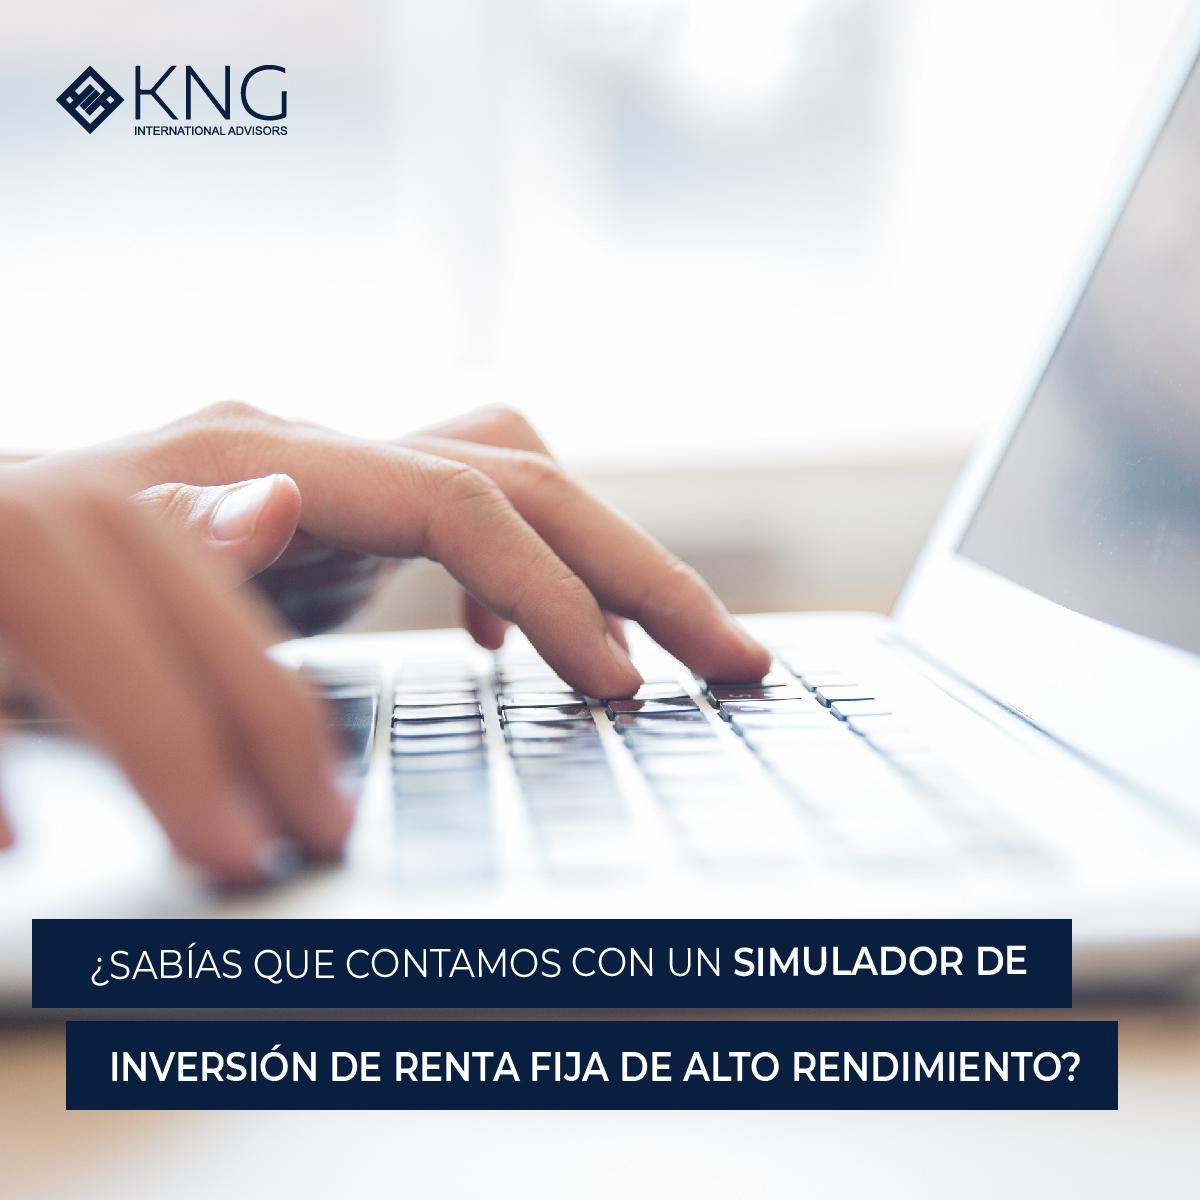 KNG
INTERNATIONAL ADVISORS
¿SABÍAS QUE CONTAMOS CON UN SIMULADOR DE
INVERSIÓN DE RENTA FIJA DE ALTO RENDIMIENTO?